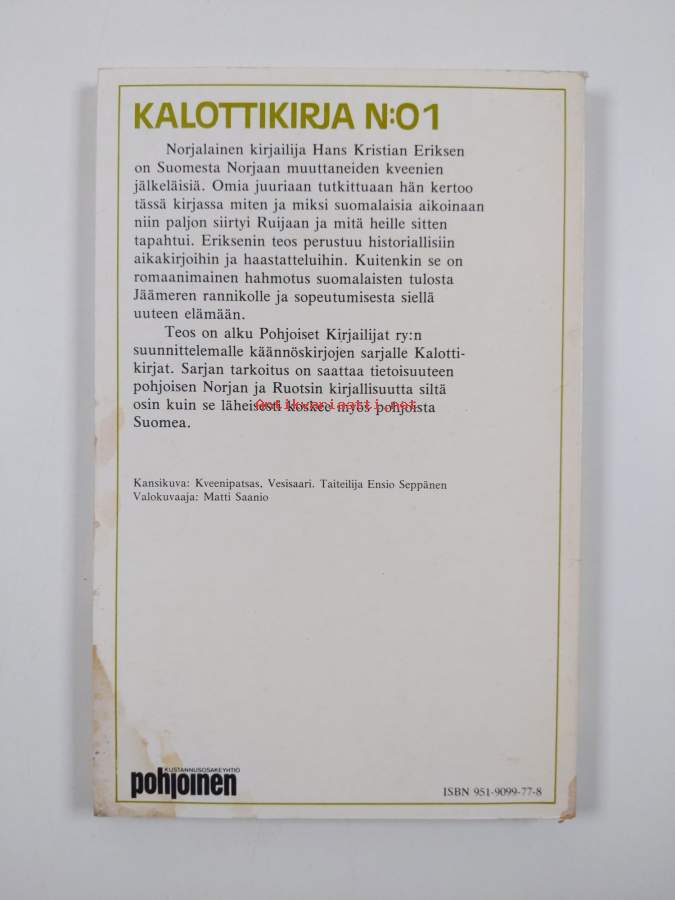 KALOTTIKIRJA N:O 1
Norjalainen kirjailija Hans Kristian Eriksen
on Suomesta Norjaan muuttaneiden kveenien
jälkeläisiä. Omia juuriaan tutkittuaan hän kertoo
tässä kirjassa miten ja miksi suomalaisia aikoinaan
niin paljon siirtyi Ruijaan ja mitä heille sitten
tapahtui. Eriksenin teos perustuu historiallisiin
aikakirjoihin ja haastatteluihin. Kuitenkin se on
romaanimainen hahmotus suomalaisten tulosta
Jäämeren rannikolle ja sopeutumisesta siellä
uuteen elämään.
Teos on alku Pohjoiset Kirjailijat ry:n
suunnittelemalle käännöskirjojen sarjalle Kalotti-
kirjat. Sarjan tarkoitus on saattaa tietoisuuteen
pohjoisen Norjan ja Ruotsin kirjallisuutta siltä
osin kuin se läheisesti koskee myös pohjoista
Antikvariaatti.net
Suomea.
Kansikuva: Kveenipatsas, Vesisaari. Taiteilija Ensio Seppänen
Valokuvaaja: Matti Saanio
KUSTANNUSOSAKEYHTIÖ
pohjoinen
ISBN 951-9099-77-8